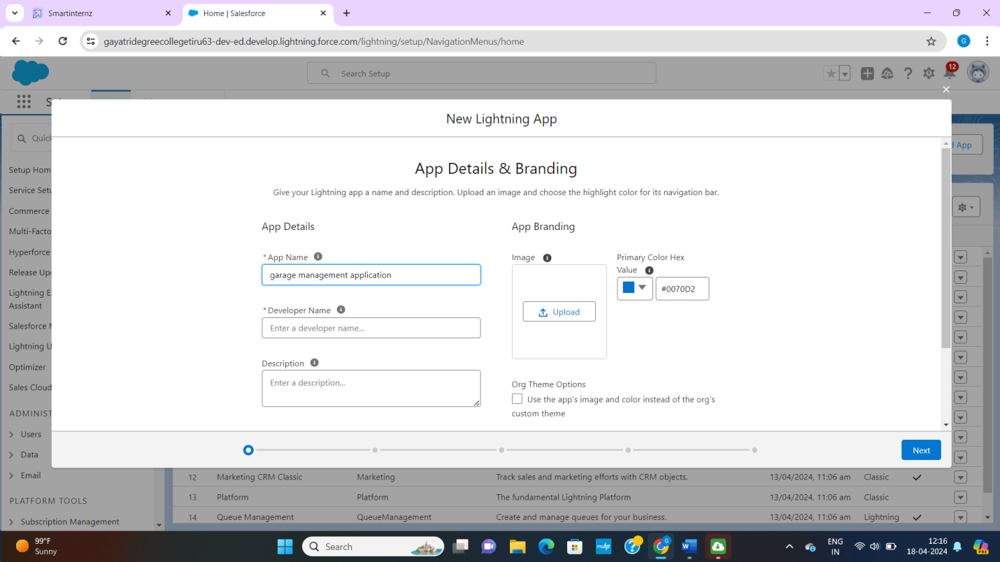 Smartinternz
Home | Salesforce
gayatridegreecollegetiru63-dev-ed.develop.lightning.force.com/lightning/setup/NavigationMenus/home
G
Search Setup
12
New Lightning App
Quick
App
App Details & Branding
Give your Lightning app a name and description. Upload an image and choose the highlight color for its navigation bar.
App Details
App Branding
*App Name
garage management application
*Developer Name
Enter a developer name...
Description
Enter a description...
Image
Upload
Primary Color Hex
Value
#0070D2
Org Theme Options
Use the app's image and color instead of the org's
custom theme
Next
Setup Hom
Service Setu
Commerce
Multi-Facto
Hyperforce
Release Upd
Lightning E
Assistant
Salesforce M
Lightning U
Optimizer
Sales Cloud
ADMINIST
Users
Data
Email
PLATFORM TOOLS
Subscription Management
12 Marketing CRM Classic Marketing Track sales and marketing efforts with CRM objects. 13/04/2024, 11:06 am Classic
13 Platform Platform The fundamental Lightning Platform 13/04/2024, 11:06 am Classic
14 Queue Management QueueManagement Create and manage queues for your business. 13/04/2024, 11:06 am Lightning
99°F
Sunny
Search
myhp
G
W
ENG
IN
12:16
18-04-2024
PRE